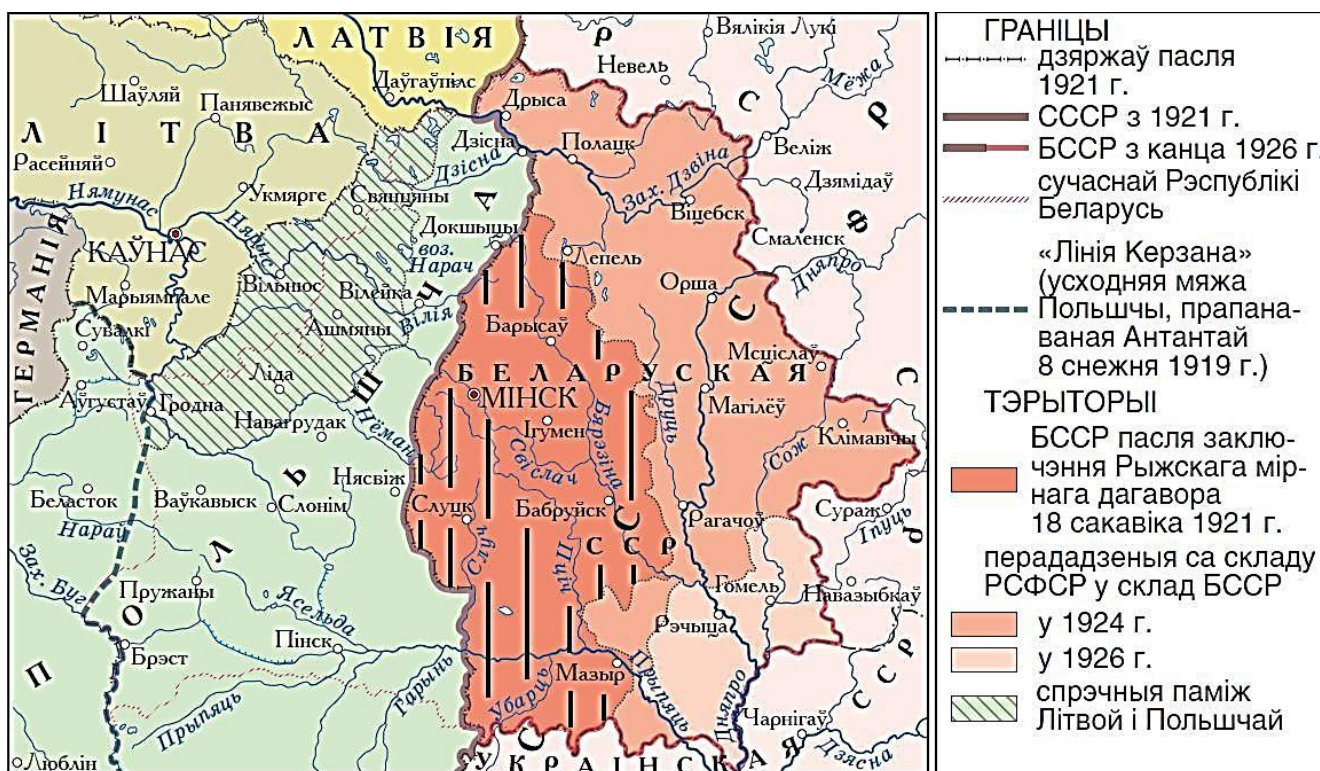 ЛАТВІЯ
Р
Вялікія Лукі
Невель
Мёжа
Даўгаўпілс
С
Р
Шаўляй
Панявежыс
Дрыса
ЛІТВА
Дзісна
Полацк
Веліж
Расейняй
Дзісна
Зах. Дзвіна
Дзямідаў
Нямунас
Укмярге
Свянцяны
Віцебск
Ф
Смаленск
КАЎНАС
Нярыс
Докшыцы
Лепель
воз. Нарач
Дняпро
Вільнюс
Вілейка
Орша
С
ГЕРМАНІЯ
Марыямпале
Ашмяны
Вілія
Барысаў
Сувалкі
Мсціслаў
С
БЕЛАРУСКАЯ
Ліда
МІНСК
Аўгустаў
Гродна
Навагрудак
Бярэзіна
Друць
Магілёў
Нёман
Ігумен
Клімавічы
Свіслач
Сож
Беласток
Ваўкавыск
Нясвіж
Слонім
Слуцк
Бабруйск
Рагачоў
Сураж
Іпуць
Нараў
Случ
ССР
Р
Зах. Буг
Пціч
Гомель
Навазыбкаў
Пружаны
Ясельда
Рэчыца
ПОЛЬШЧА
Брэст
Пінск
Мазыр
Убарць
Прыпяць
Гарынь
Дняпро
Прыпяць
Чарнігаў
Люблін
УКРАІНСКАЯ
ССР
Дзясна
ГРАНІЦЫ
дзяржаў пасля
1921 г.
СССР з 1921 г.
БССР з канца 1926 г.
сучаснай Рэспублікі
Беларусь
«Лінія Керзана»
(усходняя мяжа
Польшчы, прапана-
ваная Антантай
8 снежня 1919 г.)
ТЭРЫТОРЫІ
БССР пасля заклю-
чэння Рыжскага мір-
нага дагавора
18 сакавіка 1921 г.
перададзеныя са складу
РСФСР у склад БССР
у 1924 г.
у 1926 г.
спрэчныя паміж
Літвой і Польшчай